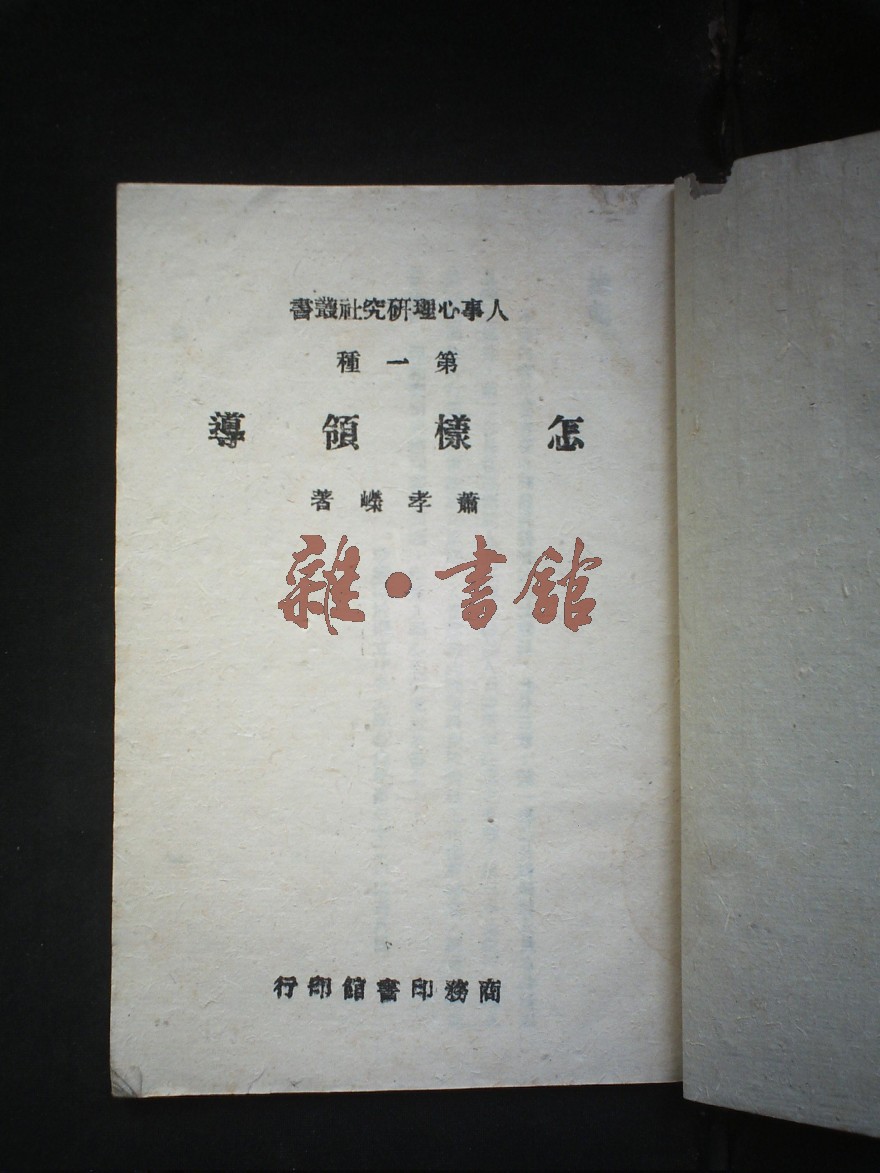 人事心理研究社叢書
第一種
怎樣領導
蕭孝嶸著
雜·書館
商務印書館印行